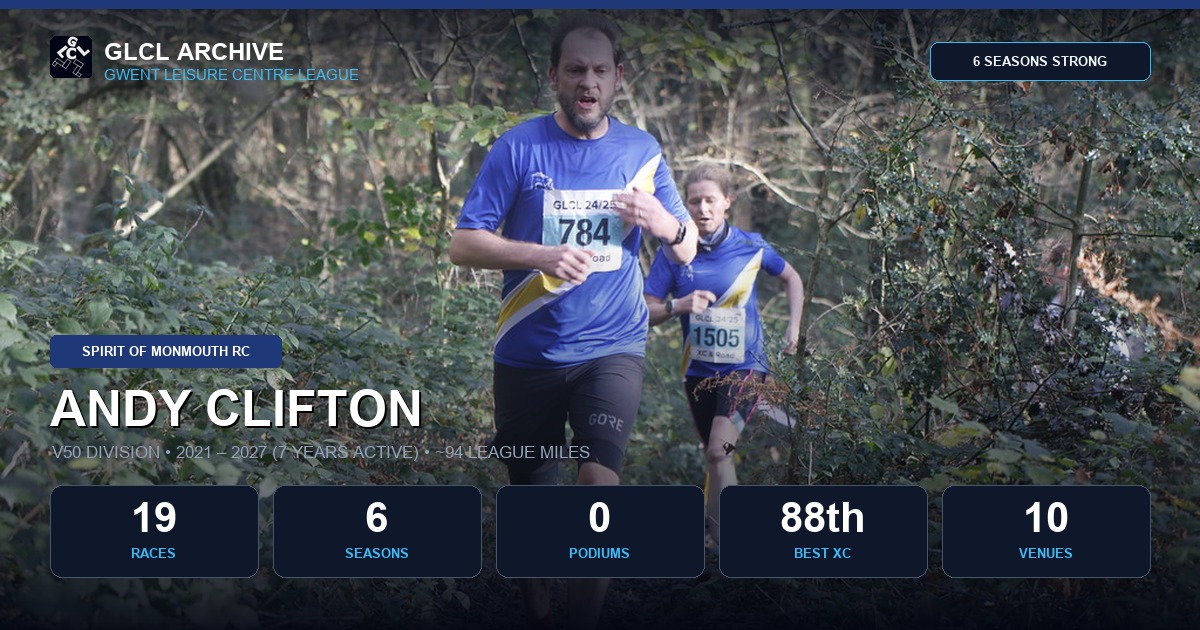 GC
GLCL ARCHIVE
GWENT LEISURE CENTRE LEAGUE
6 SEASONS STRONG
GLCL 24/25
784
oad
GLCL 24/25
1505
XC & Road
GORE
SPIRIT OF MONMOUTH RC
ANDY CLIFTON
V50 DIVISION • 2021 – 2027 (7 YEARS ACTIVE) • ~94 LEAGUE MILES
19
RACES
6
SEASONS
0
PODIUMS
88th
BEST XC
10
VENUES